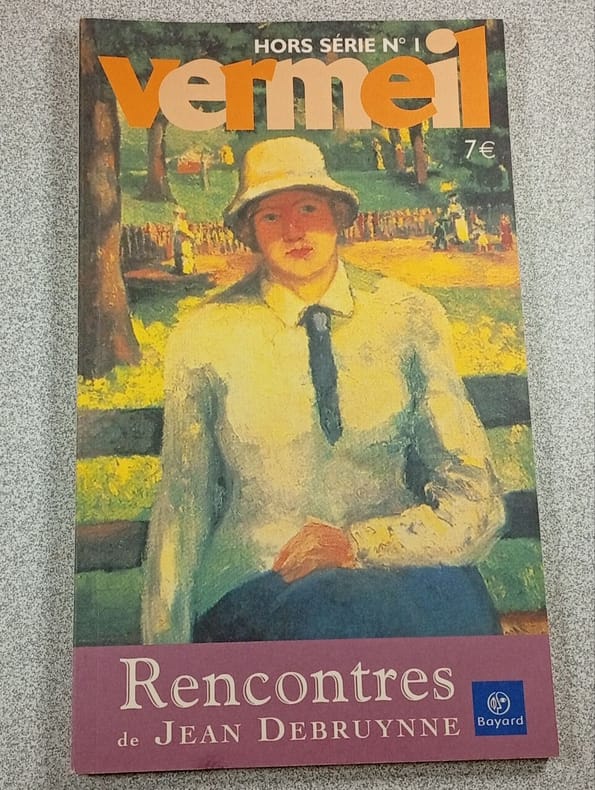 HORS SÉRIE N° 1
vermeil
7€
Rencontres
de JEAN DEBRUYNNE
Bayard